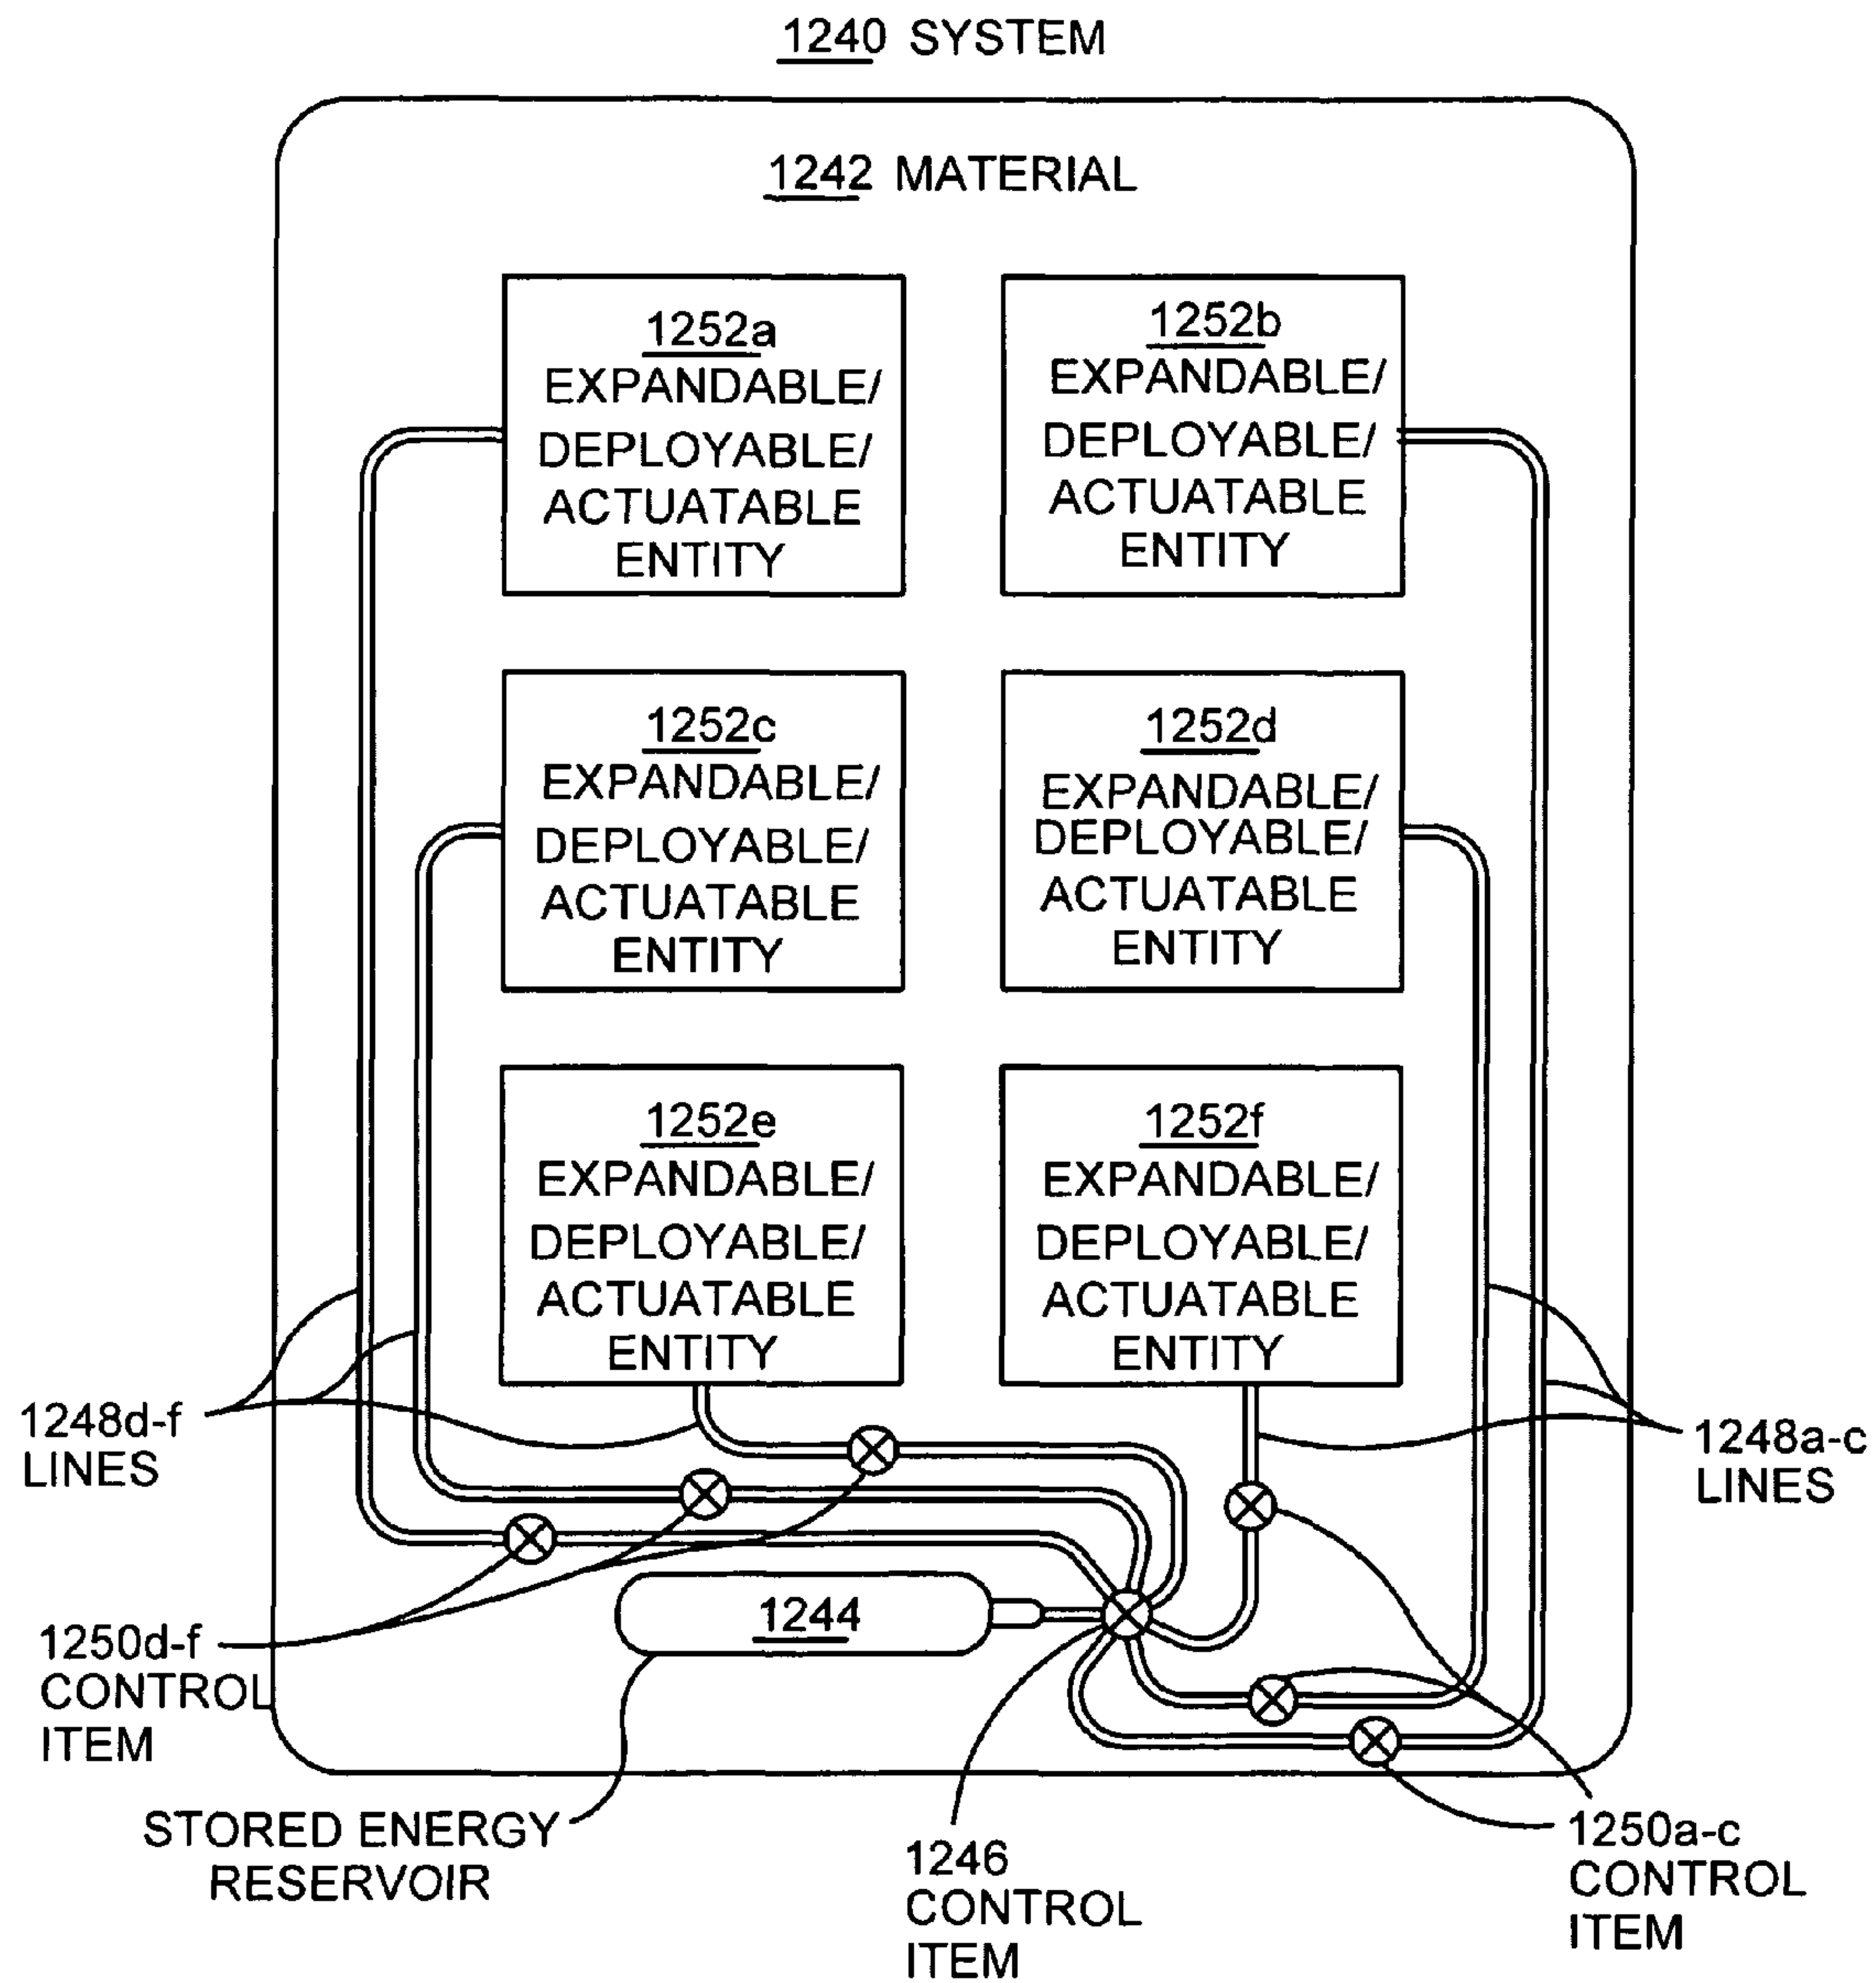 1240 SYSTEM
1242 MATERIAL
1252a
EXPANDABLE/
DEPLOYABLE/
ACTUATABLE
ENTITY
1252b
EXPANDABLE/
DEPLOYABLE/
ACTUATABLE
ENTITY
1252c
EXPANDABLE/
DEPLOYABLE/
ACTUATABLE
ENTITY
1252d
EXPANDABLE/
DEPLOYABLE/
ACTUATABLE
ENTITY
1252e
EXPANDABLE/
DEPLOYABLE/
ACTUATABLE
ENTITY
1252f
EXPANDABLE/
DEPLOYABLE/
ACTUATABLE
ENTITY
1248d-f
LINES
1248a-c
LINES
1244
1250d-f
CONTROL
ITEM
STORED ENERGY
RESERVOIR
1246
CONTROL
ITEM
1250a-c
CONTROL
ITEM